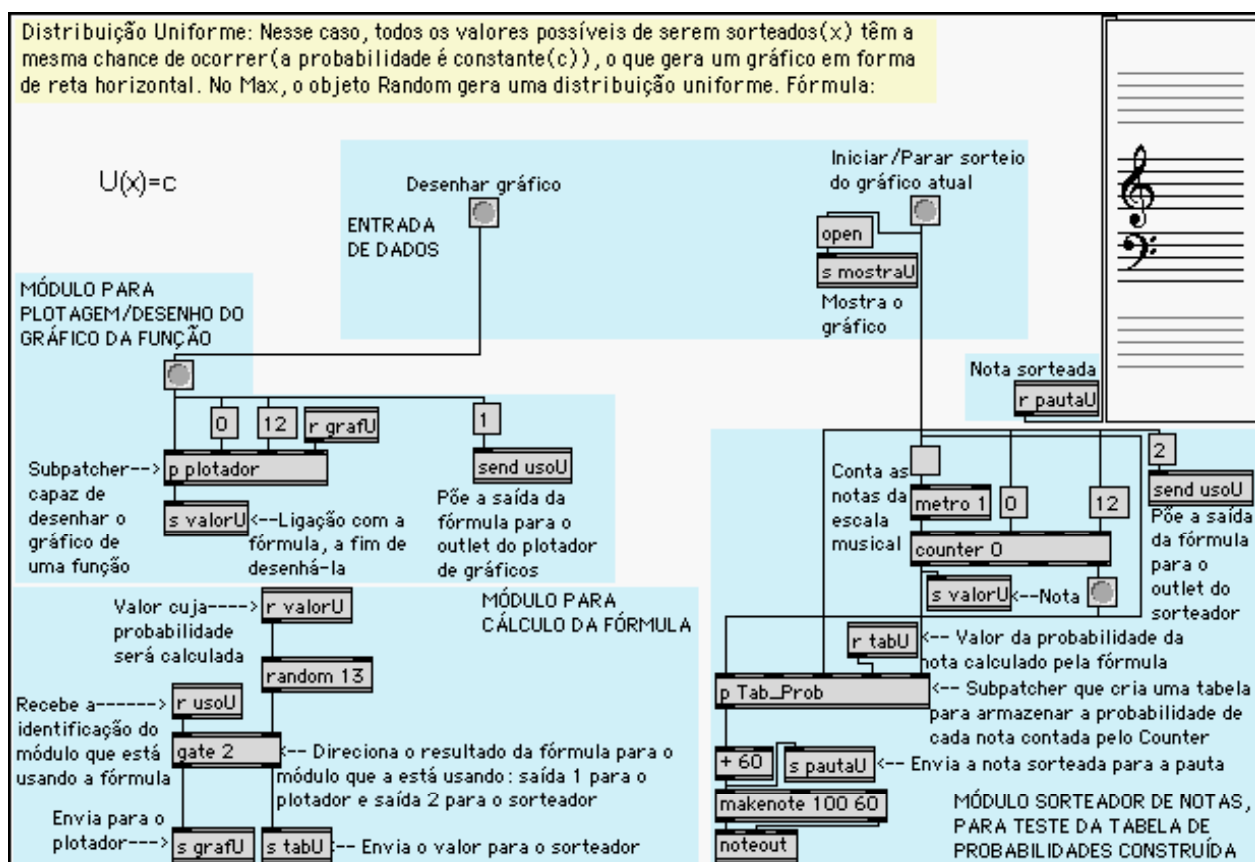 Distribuição Uniforme: Nesse caso, todos os valores possíveis de serem sorteados(x) têm a
mesma chance de ocorrer(a probabilidade é constante(c)), o que gera um gráfico em forma
de reta horizontal. No Max, o objeto Random gera uma distribuição uniforme. Fórmula:
U(x)=c
Desenhar gráfico
ENTRADA
DE DADOS
Iniciar/Parar sorteio
do gráfico atual
open
s mostraU
Mostra o
gráfico
MÓDULO PARA
PLOTAGEM/DESENHO DO
GRÁFICO DA FUNÇÃO
0
12
r grafU
1
Subpatcher-->
capaz de
desenhar o
gráfico de
uma função
p plotador
send usoU
s valorU
<--Ligação com a
fórmula, a fim de
desenhá-la
Põe a saída da
fórmula para o
outlet do plotador
de gráficos
Nota sorteada
r pautaU
Conta as
notas da
escala
musical
metro 1
0
12
2
send usoU
Põe a saída
da fórmula
para o
outlet do
sorteador
counter 0
s valorU
<--Nota
r tabU
<-- Valor da probabilidade da
nota calculado pela fórmula
p Tab_Prob
<-- Subpatcher que cria uma tabela
para armazenar a probabilidade de
cada nota contada pelo Counter
+ 60
s pautaU
<-- Envia a nota sorteada para a pauta
makenote 100 60
noteout
MÓDULO SORTEADOR DE NOTAS,
PARA TESTE DA TABELA DE
PROBABILIDADES CONSTRUÍDA
Valor cuja---->
probabilidade
será calculada
r valorU
MÓDULO PARA
CÁLCULO DA FÓRMULA
random 13
Recebe a------>
identificação do
módulo que está
usando a fórmula
r usoU
gate 2
<-- Direciona o resultado da fórmula para o
módulo que a está usando: saída 1 para o
plotador e saída 2 para o sorteador
Envia para o
plotador--->
s grafU
s tabU
<-- Envia o valor para o sorteador